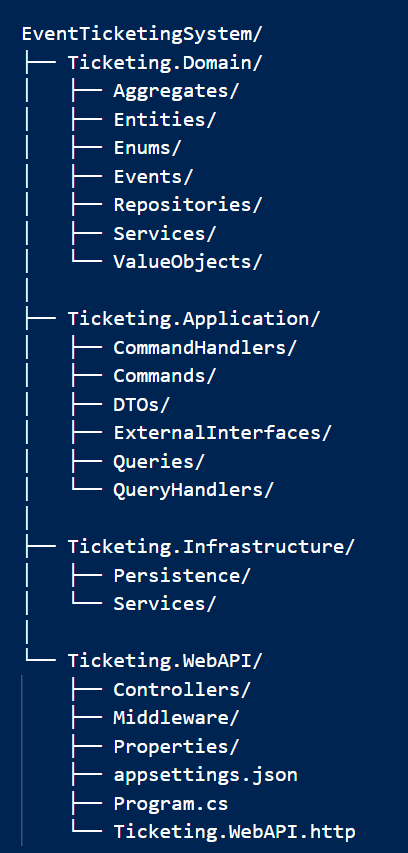 EventTicketingSystem/
├── Ticketing.Domain/
│   ├── Aggregates/
│   ├── Entities/
│   ├── Enums/
│   ├── Events/
│   ├── Repositories/
│   ├── Services/
│   └── ValueObjects/
│
├── Ticketing.Application/
│   ├── CommandHandlers/
│   ├── Commands/
│   ├── DTOs/
│   ├── ExternalInterfaces/
│   ├── Queries/
│   └── QueryHandlers/
│
├── Ticketing.Infrastructure/
│   ├── Persistence/
│   └── Services/
│
└── Ticketing.WebAPI/
    ├── Controllers/
    ├── Middleware/
    ├── Properties/
    ├── appsettings.json
    ├── Program.cs
    └── Ticketing.WebAPI.http